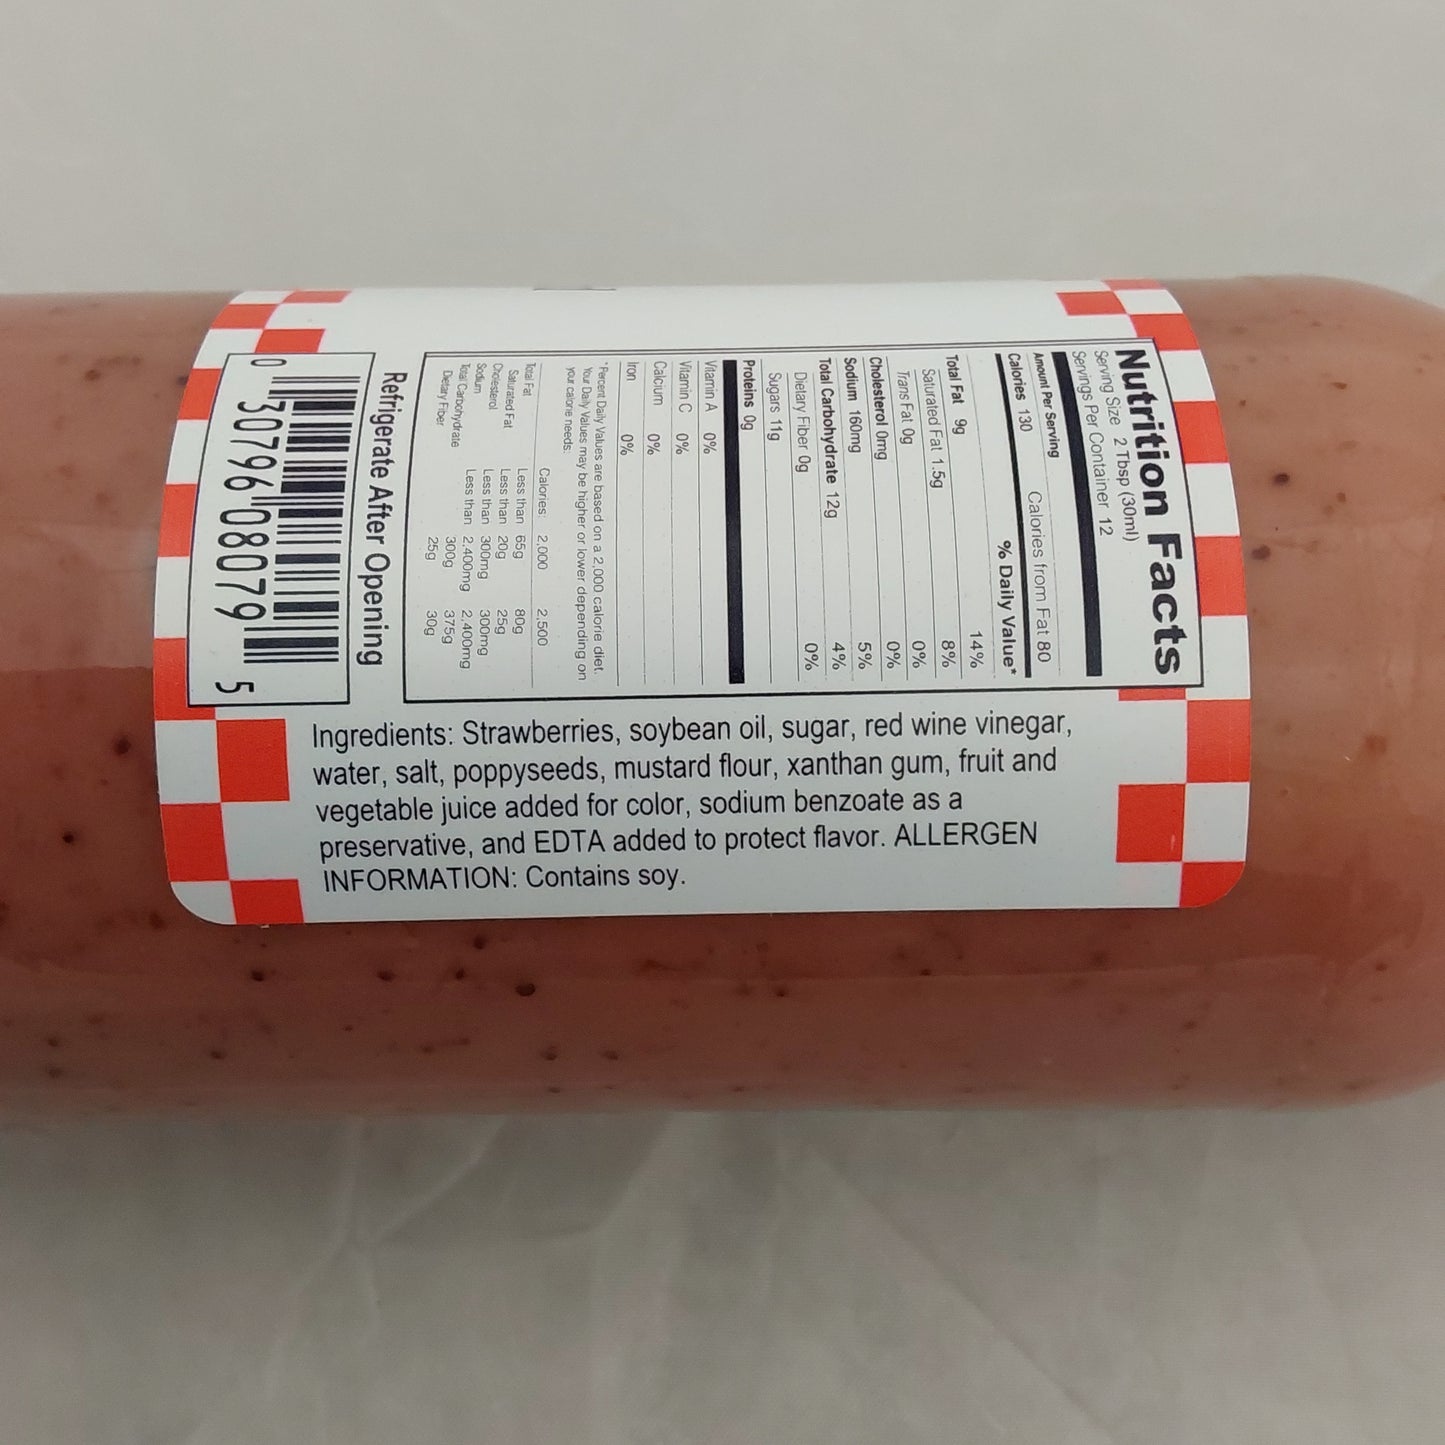 Nutrition Facts
Serving Size 2 Tbsp (30ml)
Servings Per Container 12
Amount Per Serving
Calories 130 Calories from Fat 80
% Daily Value*
Total Fat 9g 14%
Saturated Fat 1.5g 8%
Trans Fat 0g 0%
Cholesterol 0mg 0%
Sodium 160mg 5%
Total Carbohydrate 12g 4%
Dietary Fiber 0g 0%
Sugars 11g
Proteins 0g
Vitamin A 0%
Vitamin C 0%
Calcium 0%
Iron 0%
*Percent Daily Values are based on a 2,000 calorie diet.
Your Daily Values may be higher or lower depending on
your calorie needs:
Calories: 2,000 2,500
Total Fat Less than 65g 80g
Saturated Fat Less than 20g 25g
Cholesterol Less than 300mg 300mg
Sodium Less than 2,400mg 2,400mg
Total Carbohydrate 300g 375g
Dietary Fiber 25g 30g
Refrigerate After Opening
0 30796 08079 5
Ingredients: Strawberries, soybean oil, sugar, red wine vinegar,
water, salt, poppyseeds, mustard flour, xanthan gum, fruit and
vegetable juice added for color, sodium benzoate as a
preservative, and EDTA added to protect flavor. ALLERGEN
INFORMATION: Contains soy.